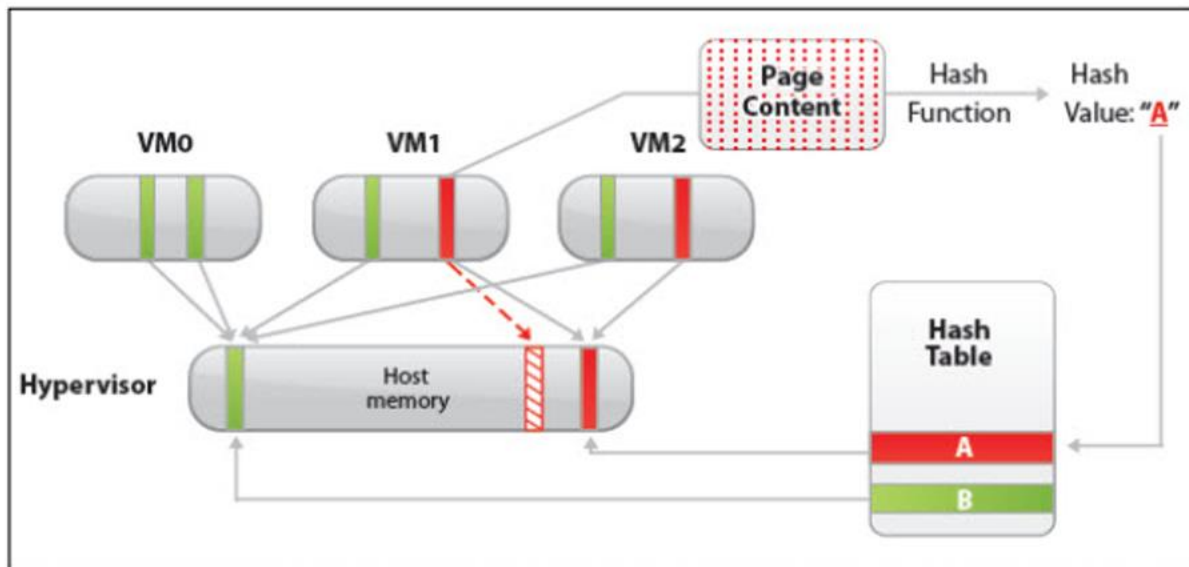 Page
Content
Hash
Function
Hash
Value: "A"
VM0
VM1
VM2
Hypervisor
Host
memory
Hash
Table
A
B